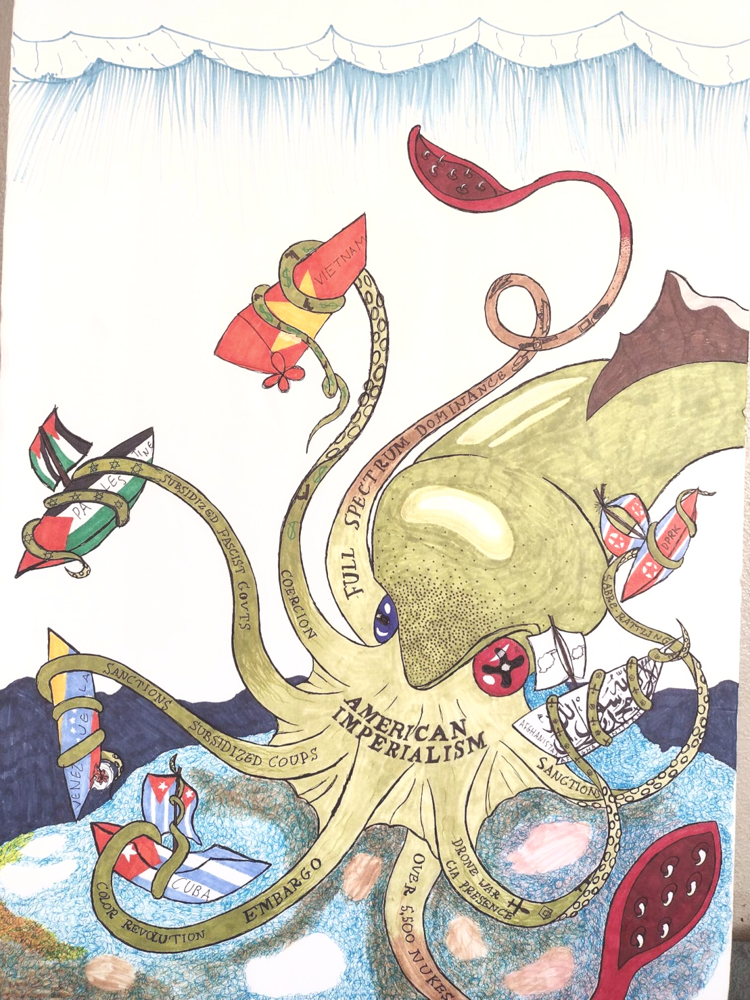 VIETNAM
FULL SPECTRUM DOMINANCE
PALESTINE
SUBSIDIZED FASCIST GOVTS
COERCION
DPRK
SABRE RATTLING
VENEZUELA
SANCTIONS
SUBSIDIZED COUPS
AMERICAN
IMPERIALISM
AFGHANISTA
SANCTIONS
CUBA
EMBARGO
COLOR REVOLUTION
DRONE WAR
CIA PRESENCE
OVER 5,500 NUKES